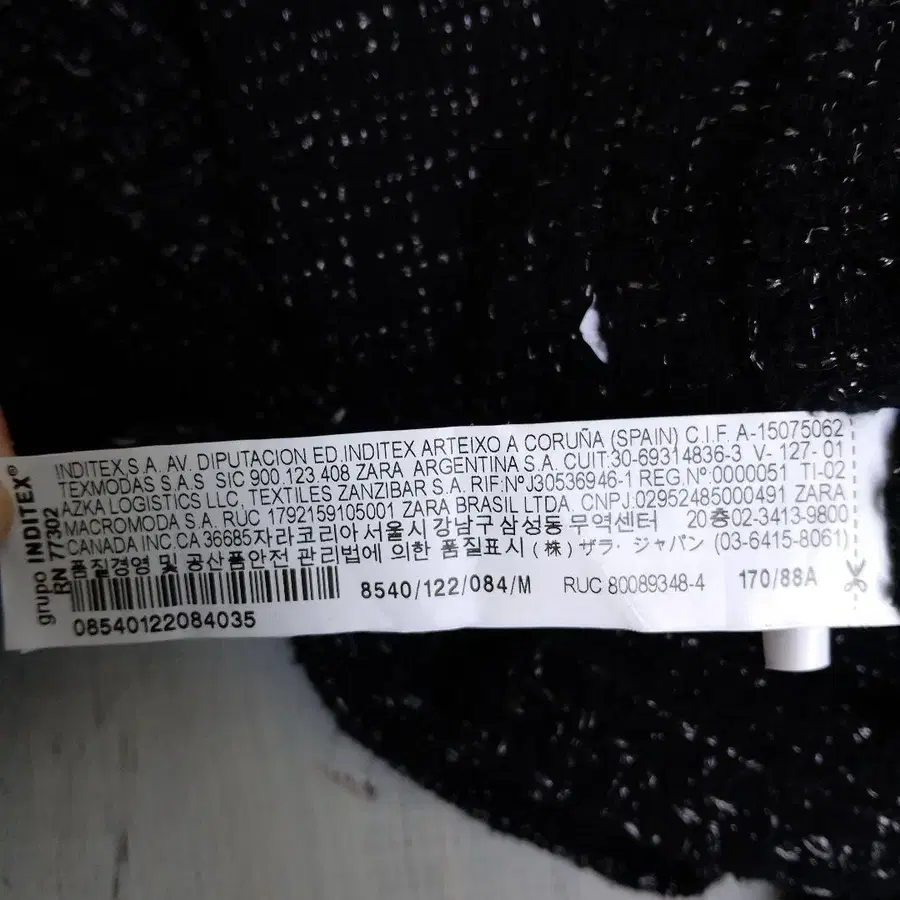 grupo INDITEX®
RN 77302
INDITEX,S.A. AV. DIPUTACION ED.INDITEX ARTEIXO A CORUÑA (SPAIN) C.I.F. A-15075062
TEXMODAS S.A.S SIC 900.123.408 ZARA ARGENTINA S.A. CUIT:30-69314836-3 V-127-01
AZKA LOGISTICS LLC, TEXTILES ZANZIBAR S.A. RIF:NºJ30536946-1 REG.Nº:0000051 TI-02
MACROMODA S.A. RUC 1792159105001 ZARA BRASIL LTDA. CNPJ.02952485000491 ZARA
CANADA INC.CA 36685자라코리아서울시강남구삼성동무역센터 20층02-3413-9800
품질경영 및 공산품안전 관리법에 의한 품질표시 (株) ザラ・ジャパン (03-6415-8061)
8540/122/084/M RUC 80089348-4 170/88A
08540122084035